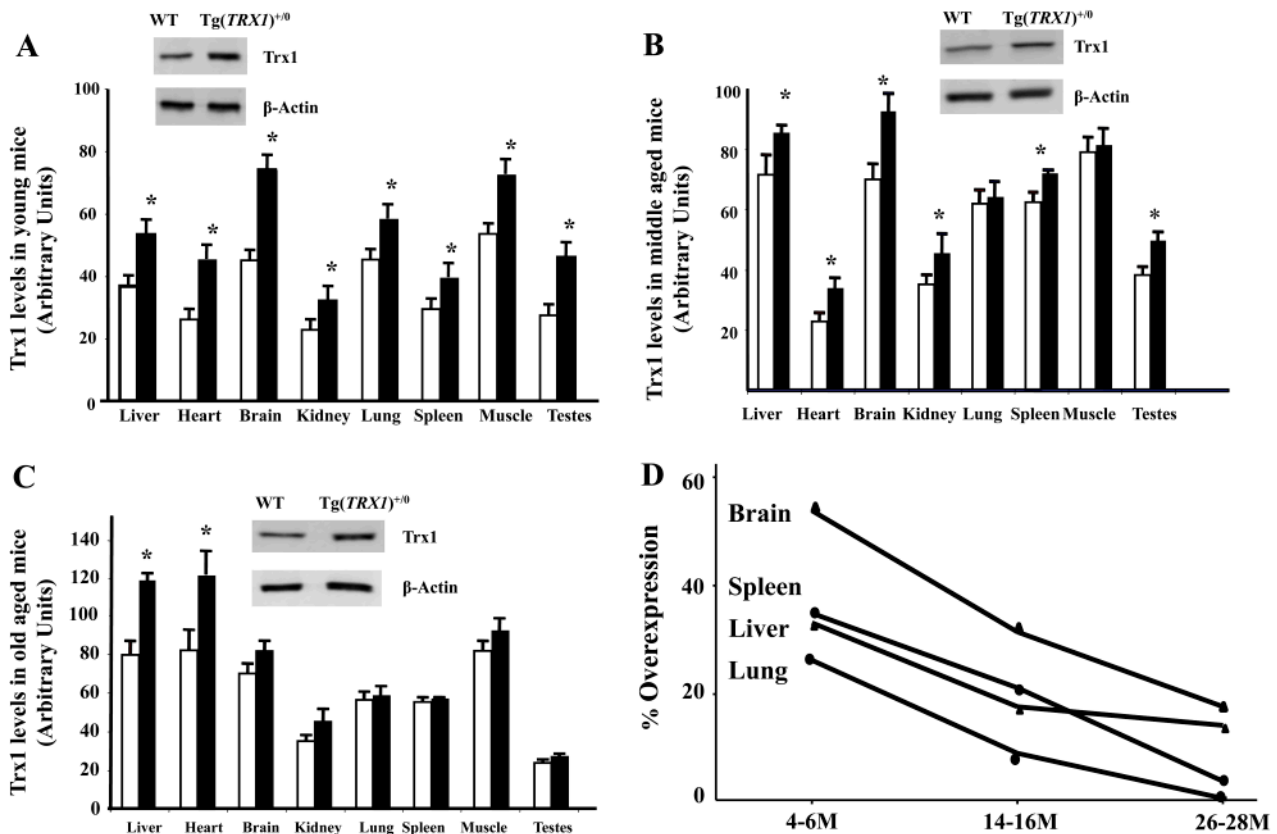 A
WT Tg(TRX1)+/0
Trx1
β-Actin
Trx1 levels in young mice
(Arbitrary Units)
100
80
60
40
20
0
* * * * * * * *
Liver Heart Brain Kidney Lung Spleen Muscle Testes
B
WT Tg(TRX1)+/0
Trx1
β-Actin
Trx1 levels in middle aged mice
(Arbitrary Units)
100
80
60
40
20
* * * * * *
Liver Heart Brain Kidney Lung Spleen Muscle Testes
C
WT Tg(TRX1)+/0
Trx1
β-Actin
Trx1 levels in old aged mice
(Arbitrary Units)
140
120
100
80
60
40
20
0
* *
Liver Heart Brain Kidney Lung Spleen Muscle Testes
D
% Overexpression
60
40
20
0
Brain
Spleen
Liver
Lung
4-6M 14-16M 26-28M